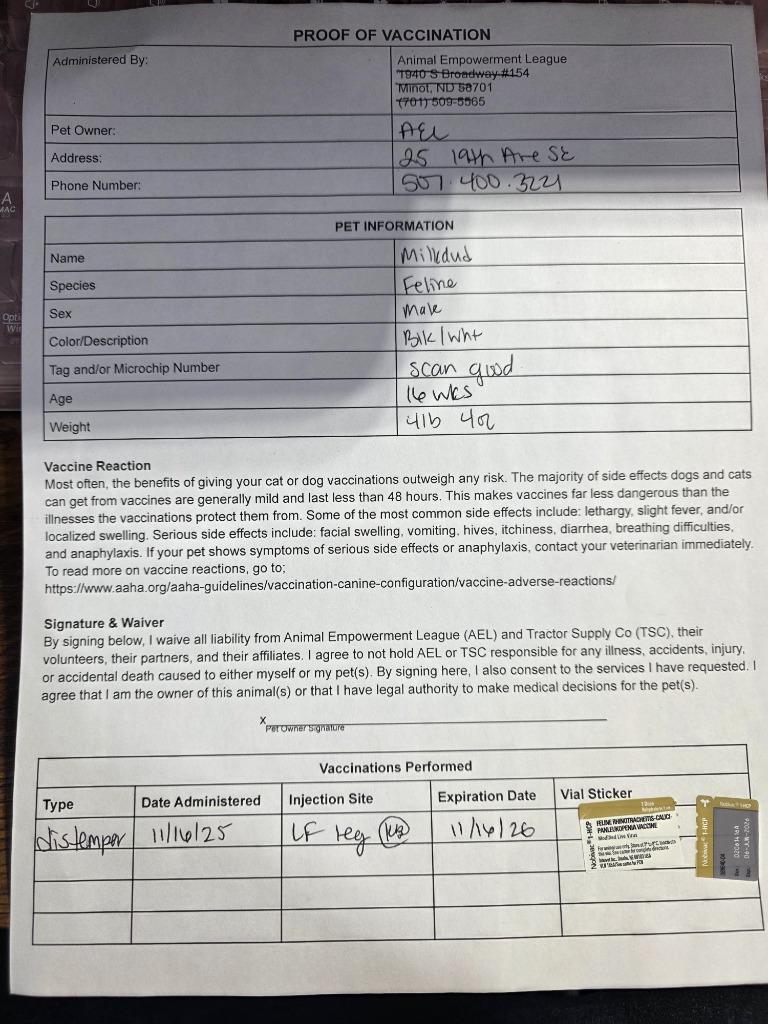 PROOF OF VACCINATION
Administered By:
Animal Empowerment League
1940 S Broadway #154
Minot, ND 58701
(701) 509-5565
Pet Owner: AEL
Address: 25 19th Ave SE
Phone Number: 507.400.3221
PET INFORMATION
Name Milkdud
Species Feline
Sex Male
Color/Description Blk/wht
Tag and/or Microchip Number scan good
Age 16 wks
Weight 4lb 4oz
Vaccine Reaction
Most often, the benefits of giving your cat or dog vaccinations outweigh any risk. The majority of side effects dogs and cats
can get from vaccines are generally mild and last less than 48 hours. This makes vaccines far less dangerous than the
illnesses the vaccinations protect them from. Some of the most common side effects include: lethargy, slight fever, and/or
localized swelling. Serious side effects include: facial swelling, vomiting, hives, itchiness, diarrhea, breathing difficulties,
and anaphylaxis. If your pet shows symptoms of serious side effects or anaphylaxis, contact your veterinarian immediately.
To read more on vaccine reactions, go to:
https://www.aaha.org/aaha-guidelines/vaccination-canine-configuration/vaccine-adverse-reactions/
Signature & Waiver
By signing below, I waive all liability from Animal Empowerment League (AEL) and Tractor Supply Co (TSC), their
volunteers, their partners, and their affiliates. I agree to not hold AEL or TSC responsible for any illness, accidents, injury,
or accidental death caused to either myself or my pet(s). By signing here, I also consent to the services I have requested. I
agree that I am the owner of this animal(s) or that I have legal authority to make medical decisions for the pet(s).
x
Pet Owner Signature
Vaccinations Performed
Type Date Administered Injection Site Expiration Date Vial Sticker
distemper 11/16/25 LF leg 11/16/26
1 Dose
Nobivac® 1-HCP
FELINE RHINOTRACHEITIS-CALICI-
PANLEUKOPENIA VACCINE
Modified Live Virus
Nobivac® 1-HCP
06-JUN-2026